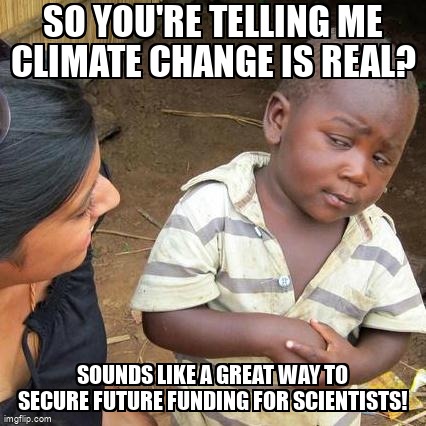 SO YOU'RE TELLING ME
CLIMATE CHANGE IS REAL?
SOUNDS LIKE A GREAT WAY TO
SECURE FUTURE FUNDING FOR SCIENTISTS!
imgflip.com